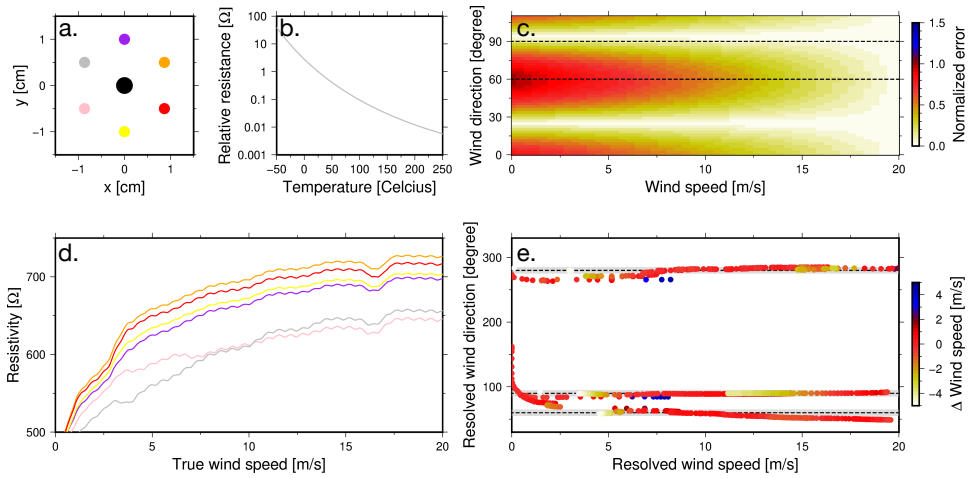 a.
y [cm]
1
0
−1
−1 0 1
x [cm]
b.
Relative resistance [Ω]
100
10
1
0.1
0.01
0.001
−50 0 50 100 150 200 250
Temperature [Celcius]
c.
Wind direction [degree]
90
60
30
0
0 5 10 15 20
Wind speed [m/s]
1.5
1.0
0.5
0.0
Normalized error
d.
Resistivity [Ω]
700
600
500
0 5 10 15 20
True wind speed [m/s]
e.
Resolved wind direction [degree]
300
200
100
0 5 10 15 20
Resolved wind speed [m/s]
4
2
0
−2
−4
Δ Wind speed [m/s]